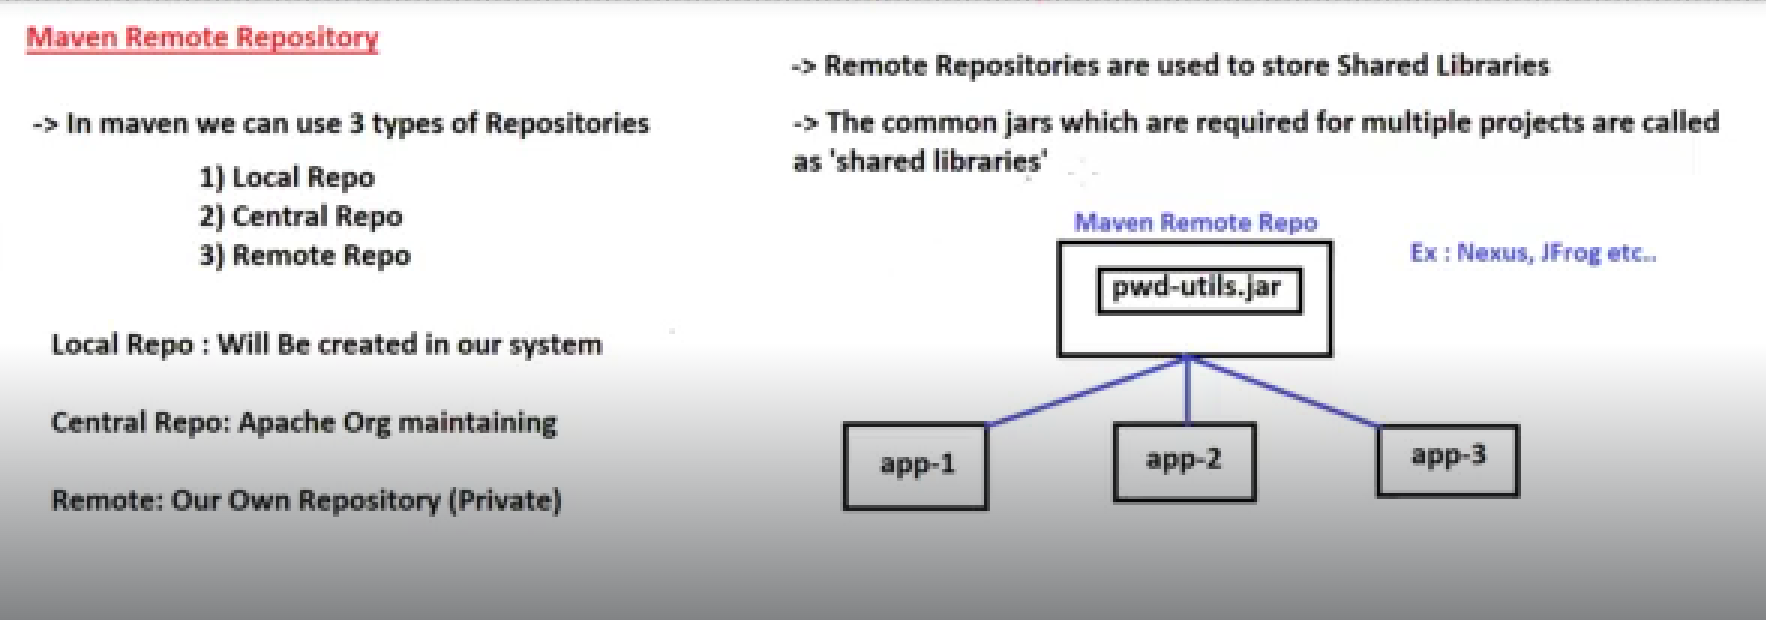 Maven Remote Repository
-> In maven we can use 3 types of Repositories
1) Local Repo
2) Central Repo
3) Remote Repo
Local Repo : Will Be created in our system
Central Repo: Apache Org maintaining
Remote: Our Own Repository (Private)
-> Remote Repositories are used to store Shared Libraries
-> The common jars which are required for multiple projects are called
as 'shared libraries'
Maven Remote Repo
Ex : Nexus, JFrog etc..
pwd-utils.jar
app-1
app-2
app-3